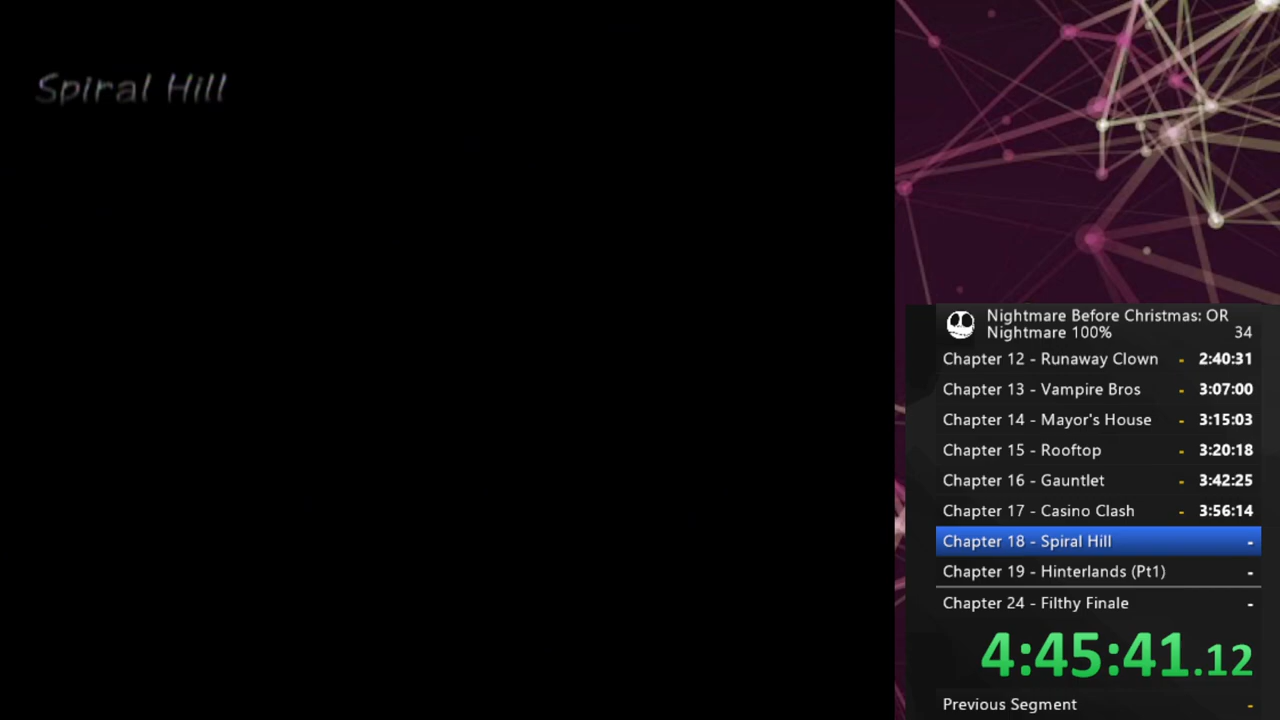 Spiral Hill
Nightmare Before Christmas: OR
Nightmare 100% 34
Chapter 12 - Runaway Clown - 2:40:31
Chapter 13 - Vampire Bros - 3:07:00
Chapter 14 - Mayor's House - 3:15:03
Chapter 15 - Rooftop - 3:20:18
Chapter 16 - Gauntlet - 3:42:25
Chapter 17 - Casino Clash - 3:56:14
Chapter 18 - Spiral Hill -
Chapter 19 - Hinterlands (Pt1) -
Chapter 24 - Filthy Finale -
4:45:41.12
Previous Segment -